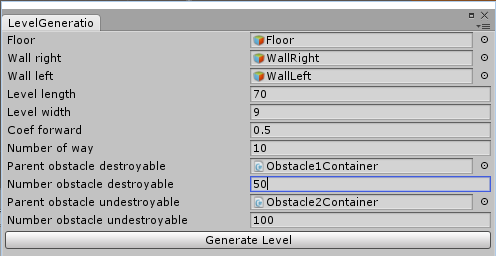 LevelGeneratio
Floor Floor
Wall right WallRight
Wall left WallLeft
Level length 70
Level width 9
Coef forward 0.5
Number of way 10
Parent obstacle destroyable Obstacle1Container
Number obstacle destroyable 50
Parent obstacle undestroyable Obstacle2Container
Number obstacle undestroyable 100
Generate Level